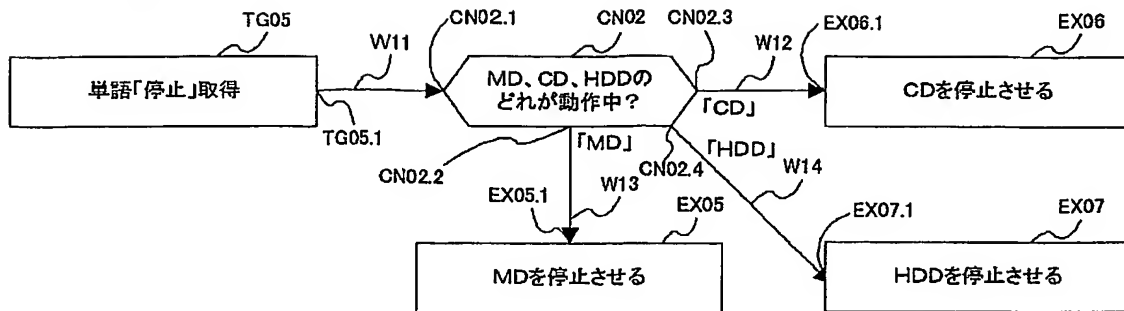 TG05
W11
CN02.1
CN02
CN02.3
W12
EX06.1
EX06
単語「停止」取得
MD、CD、HDDの
どれが動作中?
CDを停止させる
TG05.1
「CD」
「MD」
「HDD」
CN02.2
CN02.4
W14
EX05.1
W13
EX05
EX07.1
EX07
MDを停止させる
HDDを停止させる